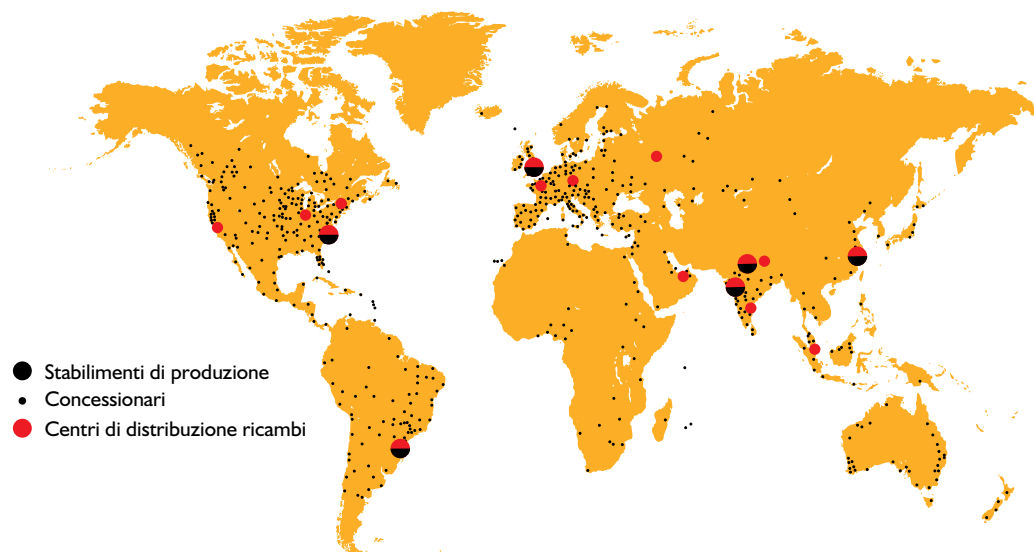 Stabilimenti di produzione
Concessionari
Centri di distribuzione ricambi